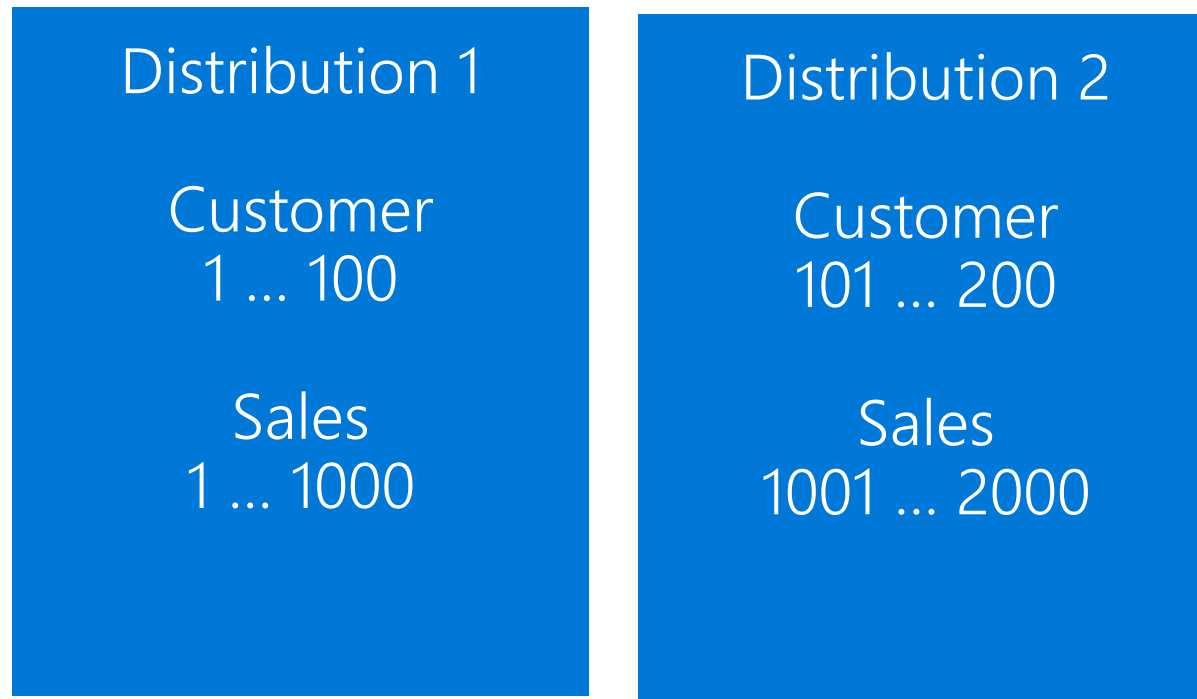 Distribution 1
Customer
1 ... 100
Sales
1 ... 1000
Distribution 2
Customer
101 ... 200
Sales
1001 ... 2000